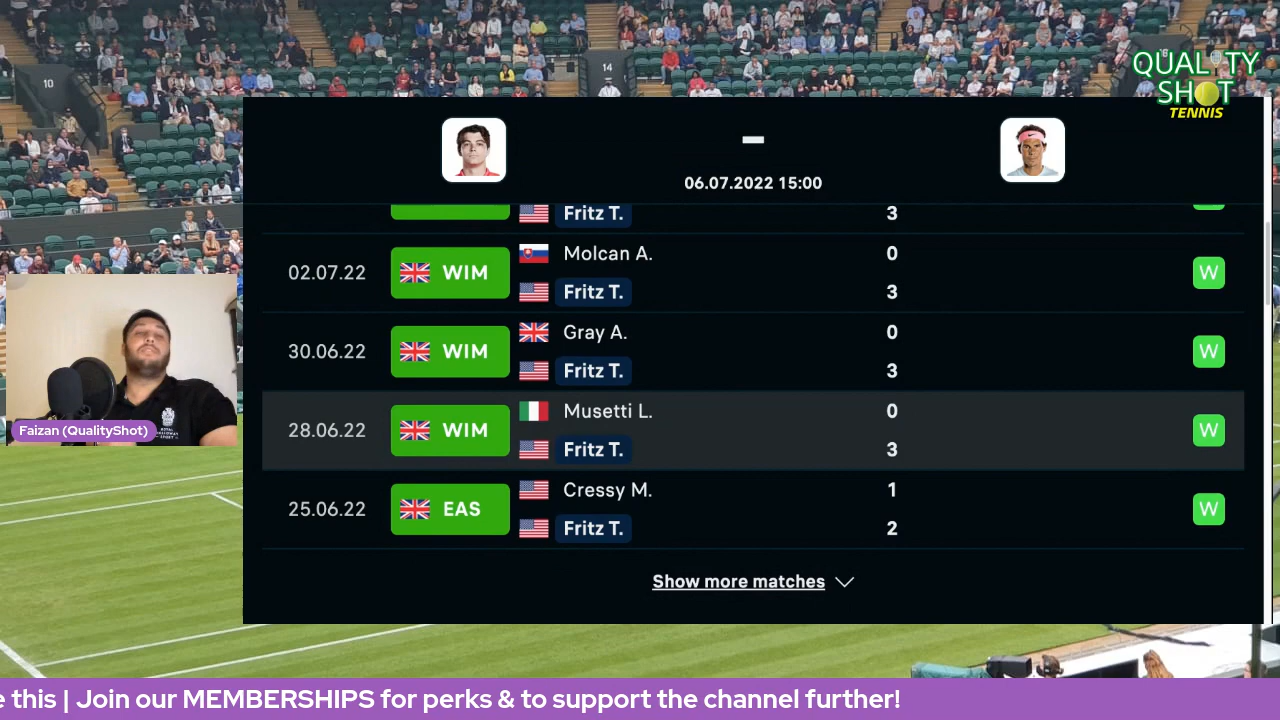 10
14
16
QUALITY
SHOT
TENNIS
06.07.2022 15:00
Fritz T.
3
02.07.22
WIM
Molcan A.
0
Fritz T.
3
W
30.06.22
WIM
Gray A.
0
Fritz T.
3
W
28.06.22
WIM
Musetti L.
0
Fritz T.
3
W
25.06.22
EAS
Cressy M.
1
Fritz T.
2
W
Show more matches
Faizan (QualityShot)
e this | Join our MEMBERSHIPS for perks & to support the channel further!